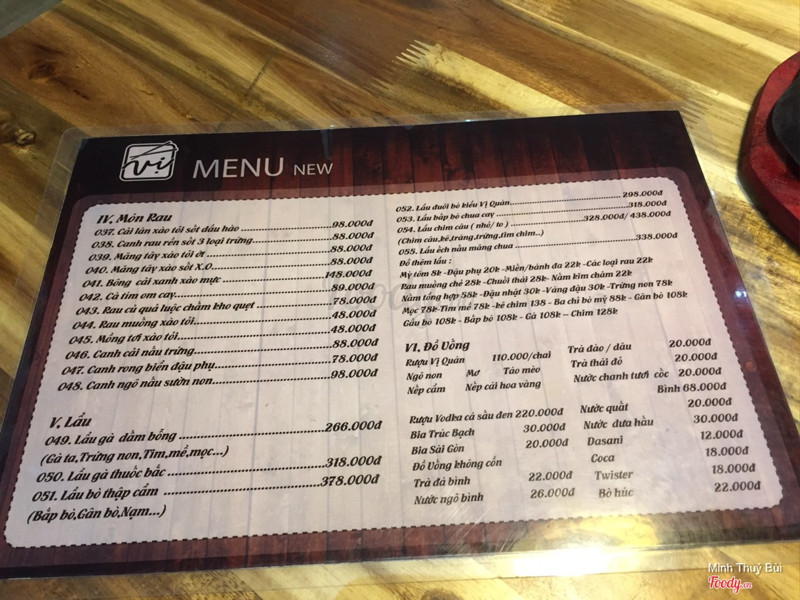 Vị MENU NEW
IV. Món Rau
037. Cải làn xào tỏi sốt dầu hào 98.000đ
038. Canh rau rền sốt 3 loại trứng 88.000đ
039. Măng tây xào tỏi ớt 88.000đ
040. Măng tây xào sốt X.O 88.000đ
041. Bông cải xanh xào mực 148.000đ
042. Cà tím om cay 89.000đ
043. Rau củ quả luộc chấm kho quẹt 78.000đ
044. Rau muống xào tỏi 48.000đ
045. Mồng tơi xào tỏi 48.000đ
046. Canh cải nấu trứng 88.000đ
047. Canh rong biển đậu phụ 78.000đ
048. Canh ngô nấu sườn non 98.000đ
V. Lẩu
049. Lẩu gà dấm bỗng 266.000đ
(Gà ta,Trứng non,Tim,mề,mọc...)
050. Lẩu gà thuốc bắc 318.000đ
051. Lẩu bò thập cẩm 378.000đ
(Bắp bò,Gân bò,Nạm...)
052. Lẩu đuôi bò kiểu Vị Quán 298.000đ
053. Lẩu bắp bò chua cay 318.000đ
054. Lẩu chim câu ( nhỏ/ to ) 328.000đ/ 438.000đ
(Chim câu,kê,tràng,trứng,tim chim...)
055. Lẩu ếch nấu măng chua 338.000đ
Đồ thêm lẩu :
Mỳ tôm 8k -Đậu phụ 20k -Miến/bánh đa 22k -Các loại rau 22k
Rau muống chẻ 28k -Chuối thái 28k- Nấm kim châm 22k
Nấm tổng hợp 58k -Đậu nhật 30k -Váng đậu 30k -Trứng non 78k
Mọc 78k-Tim mề 78k- kê chim 138 - Ba chỉ bò mỹ 88k - Gân bò 108k
Gầu bò 108k - Bắp bò 108k - Gà 108k -- Chim 128k
VI. Đồ Uống
Rượu Vị Quán 110.000/chai
Ngô non Mơ Táo mèo
Nếp cẩm Nếp cái hoa vàng
Trà đào / dâu 20.000đ
Trà thái đỏ 20.000đ
Nước chanh tươi cốc 20.000đ
Bình 68.000đ
Rượu Vodka cá sấu đen 220.000đ
Bia Trúc Bạch 30.000đ
Bia Sài Gòn 20.000đ
Đồ Uống không cồn
Trà đá bình 22.000đ
Nước ngô bình 26.000đ
Nước quất 20.000đ
Nước dưa hấu 30.000đ
Dasani 12.000đ
Coca 18.000đ
Twister 18.000đ
Bò húc 22.000đ
Minh Thuý Bùi
Foody.vn